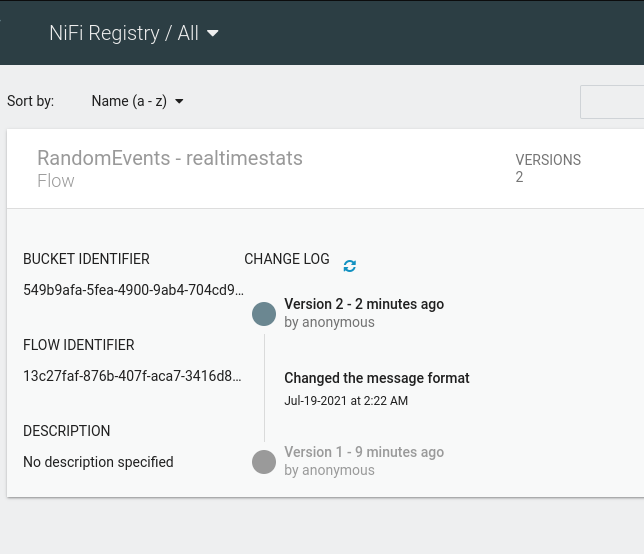 NiFi Registry / All
Sort by: Name (a - z)
RandomEvents - realtimestats
Flow
VERSIONS
2
BUCKET IDENTIFIER
549b9afa-5fea-4900-9ab4-704cd9...
FLOW IDENTIFIER
13c27faf-876b-407f-aca7-3416d8...
DESCRIPTION
No description specified
CHANGE LOG
Version 2 - 2 minutes ago
by anonymous
Changed the message format
Jul-19-2021 at 2:22 AM
Version 1 - 9 minutes ago
by anonymous